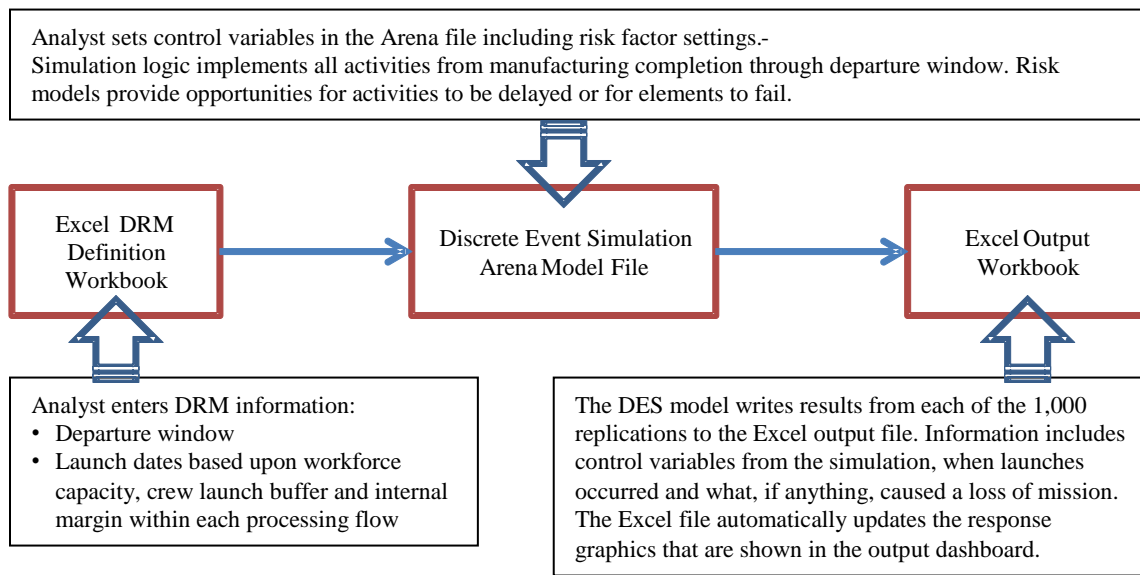 Analyst sets control variables in the Arena file including risk factor settings.-
Simulation logic implements all activities from manufacturing completion through departure window. Risk
models provide opportunities for activities to be delayed or for elements to fail.
Excel DRM
Definition
Workbook
Discrete Event Simulation
Arena Model File
Excel Output
Workbook
Analyst enters DRM information:
• Departure window
• Launch dates based upon workforce
capacity, crew launch buffer and internal
margin within each processing flow
The DES model writes results from each of the 1,000
replications to the Excel output file. Information includes
control variables from the simulation, when launches
occurred and what, if anything, caused a loss of mission.
The Excel file automatically updates the response
graphics that are shown in the output dashboard.